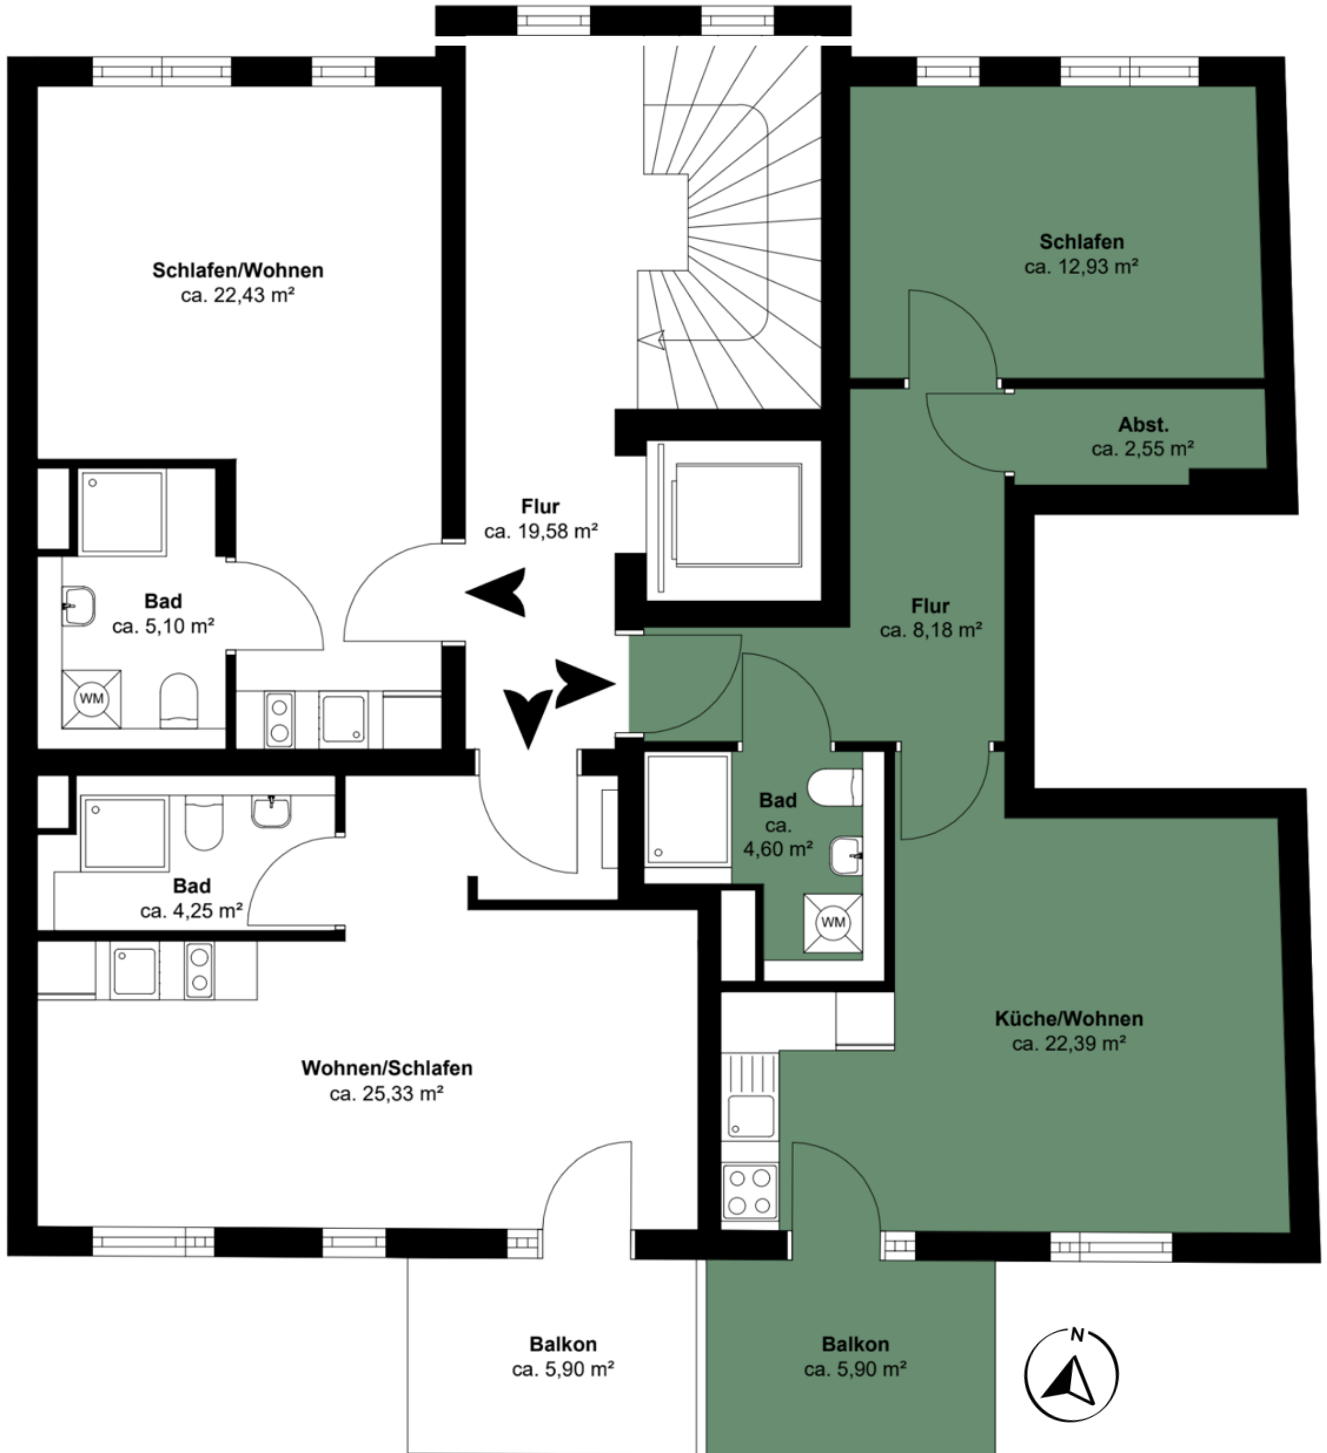 Schlafen/Wohnen
ca. 22,43 m²
Schlafen
ca. 12,93 m²
Abst.
ca. 2,55 m²
Flur
ca. 19,58 m²
Bad
ca. 5,10 m²
WM
Flur
ca. 8,18 m²
Bad
ca.
4,60 m²
WM
Bad
ca. 4,25 m²
Wohnen/Schlafen
ca. 25,33 m²
Küche/Wohnen
ca. 22,39 m²
Balkon
ca. 5,90 m²
Balkon
ca. 5,90 m²
N